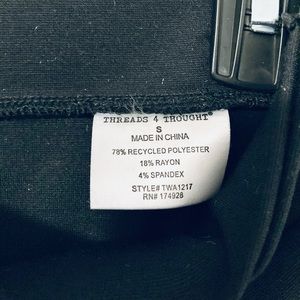 THREADS 4 THOUGHT®
S
MADE IN CHINA
78% RECYCLED POLYESTER
18% RAYON
4% SPANDEX
STYLE# TWA1217
RN# 174928